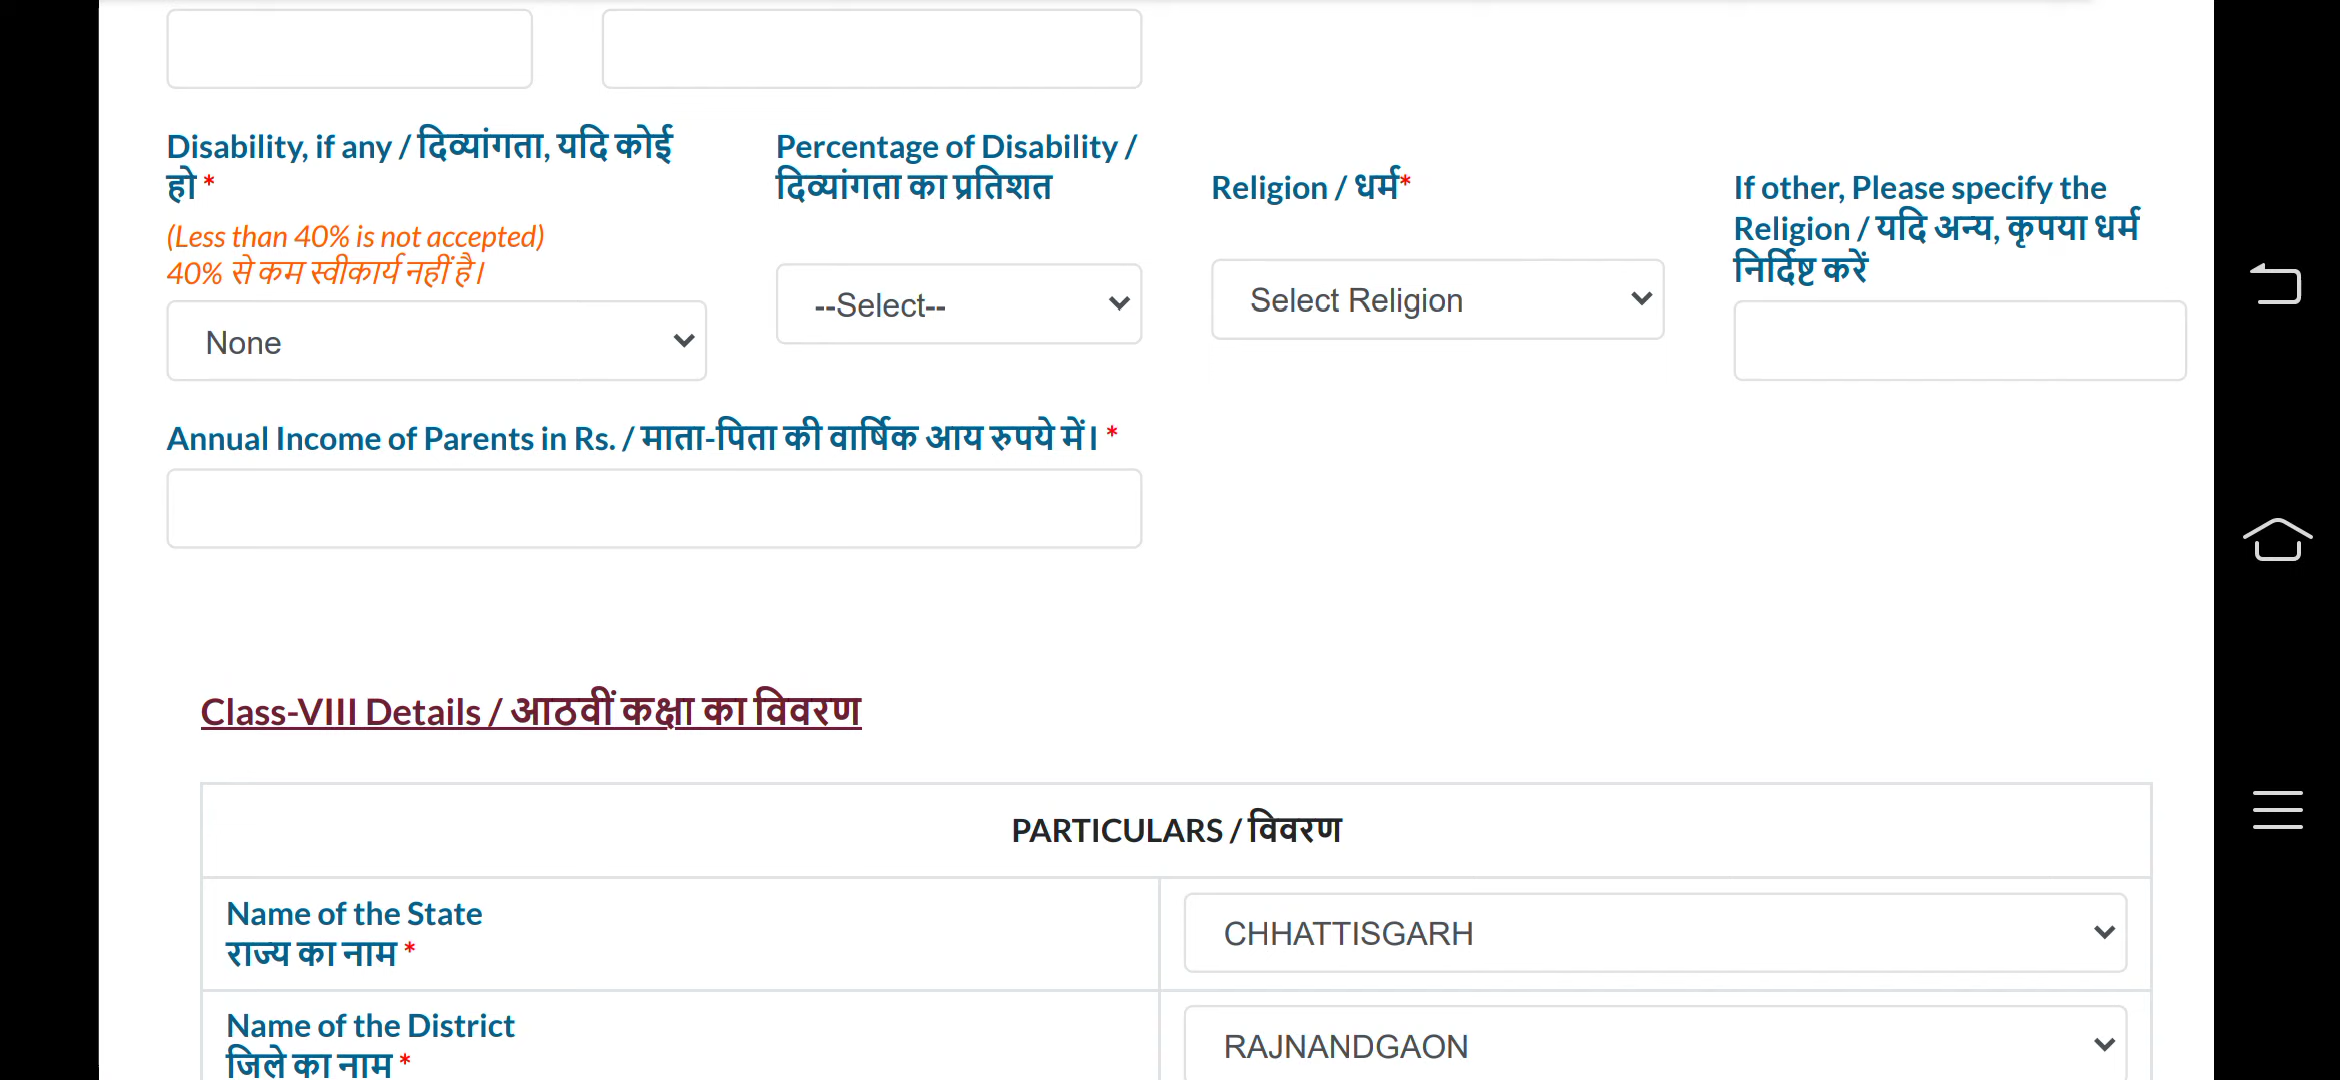 Disability, if any / दिव्यांगता, यदि कोई
हो *
(Less than 40% is not accepted)
40% से कम स्वीकार्य नहीं है।
None
Percentage of Disability /
दिव्यांगता का प्रतिशत
--Select--
Religion / धर्म*
Select Religion
If other, Please specify the
Religion / यदि अन्य, कृपया धर्म
निर्दिष्ट करें
Annual Income of Parents in Rs. / माता-पिता की वार्षिक आय रुपये में। *
Class-VIII Details / आठवीं कक्षा का विवरण
PARTICULARS / विवरण
Name of the State
राज्य का नाम *
CHHATTISGARH
Name of the District
जिले का नाम *
RAJNANDGAON